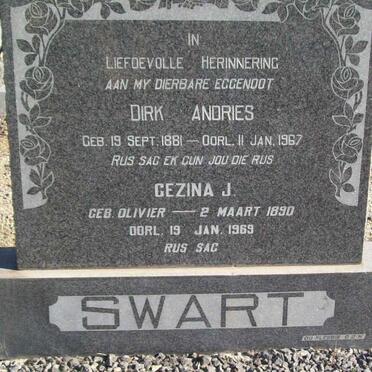 IN
LIEFDEVOLLE HERINNERING
AAN MY DIERBARE EGGENOOT
DIRK ANDRIES
GEB. 19 SEPT. 1881 — OORL. 11 JAN. 1967
RUS SAG EK GUN JOU DIE RUS
GEZINA J.
GEB. OLIVIER — 2 MAART 1890
OORL. 19 JAN. 1969
RUS SAG
SWART